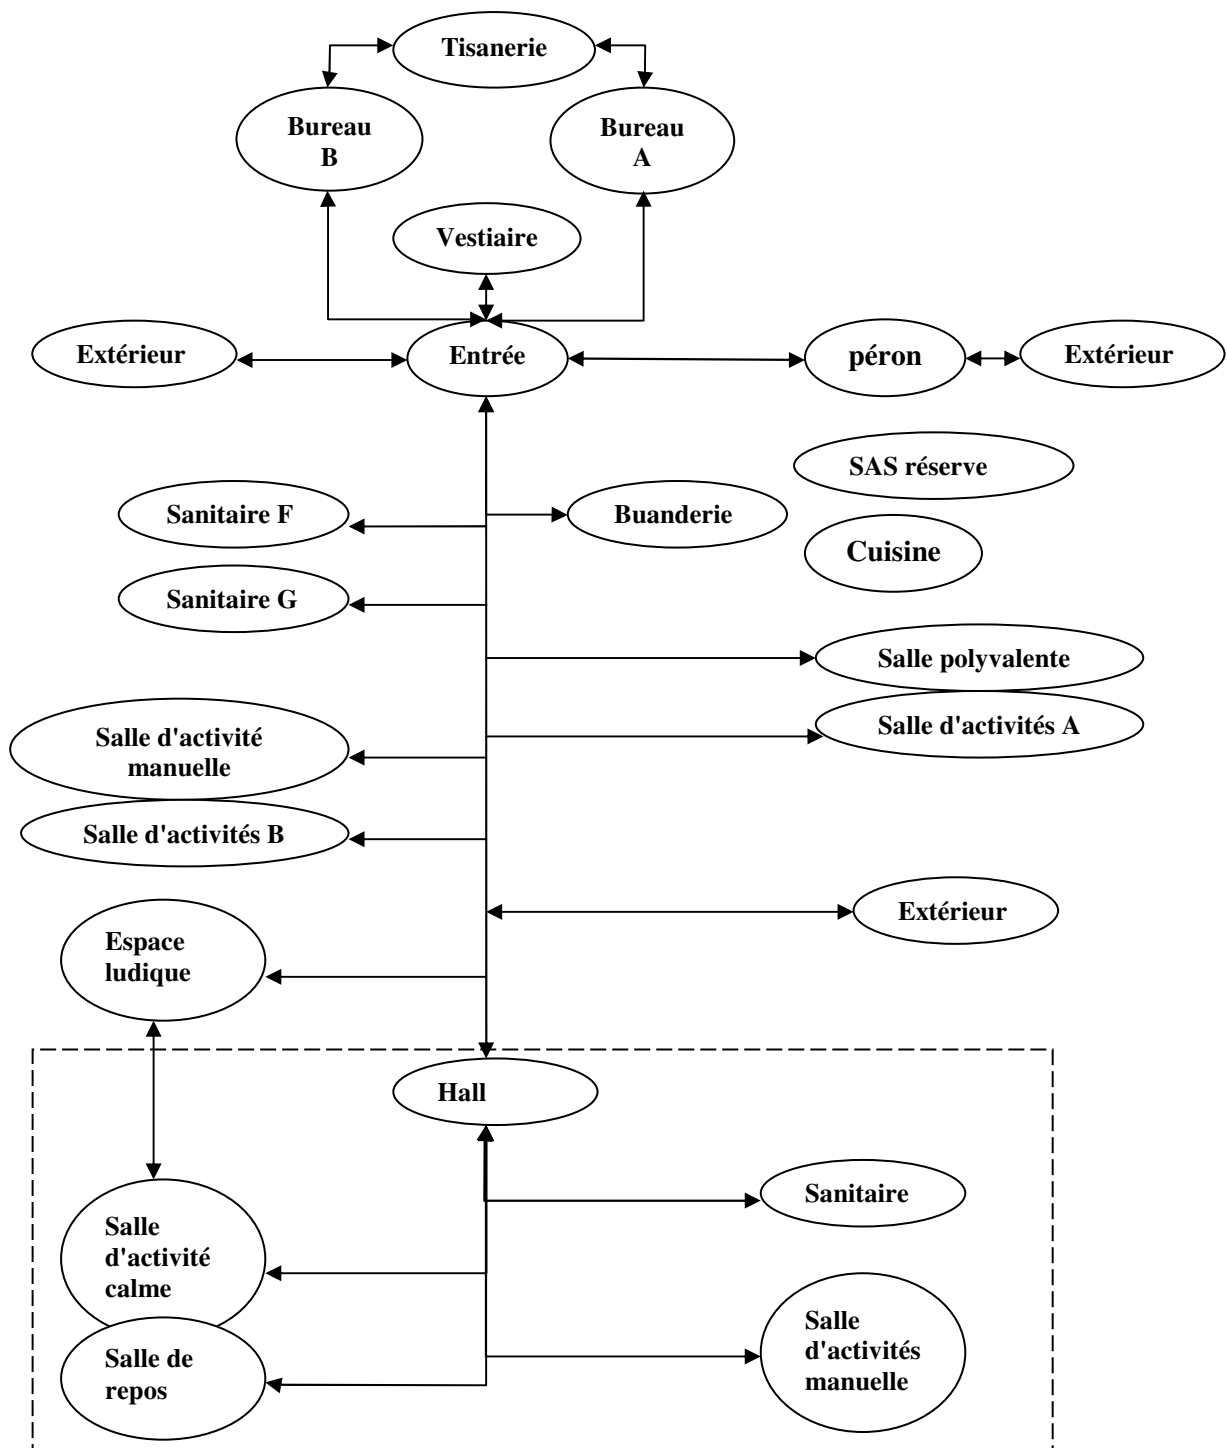 Tisanerie
Bureau
B
Bureau
A
Vestiaire
Extérieur
Entrée
péron
Extérieur
SAS réserve
Sanitaire F
Buanderie
Cuisine
Sanitaire G
Salle polyvalente
Salle d'activités A
Salle d'activité
manuelle
Salle d'activités B
Extérieur
Espace
ludique
Hall
Sanitaire
Salle
d'activité
calme
Salle
d'activités
manuelle
Salle de
repos